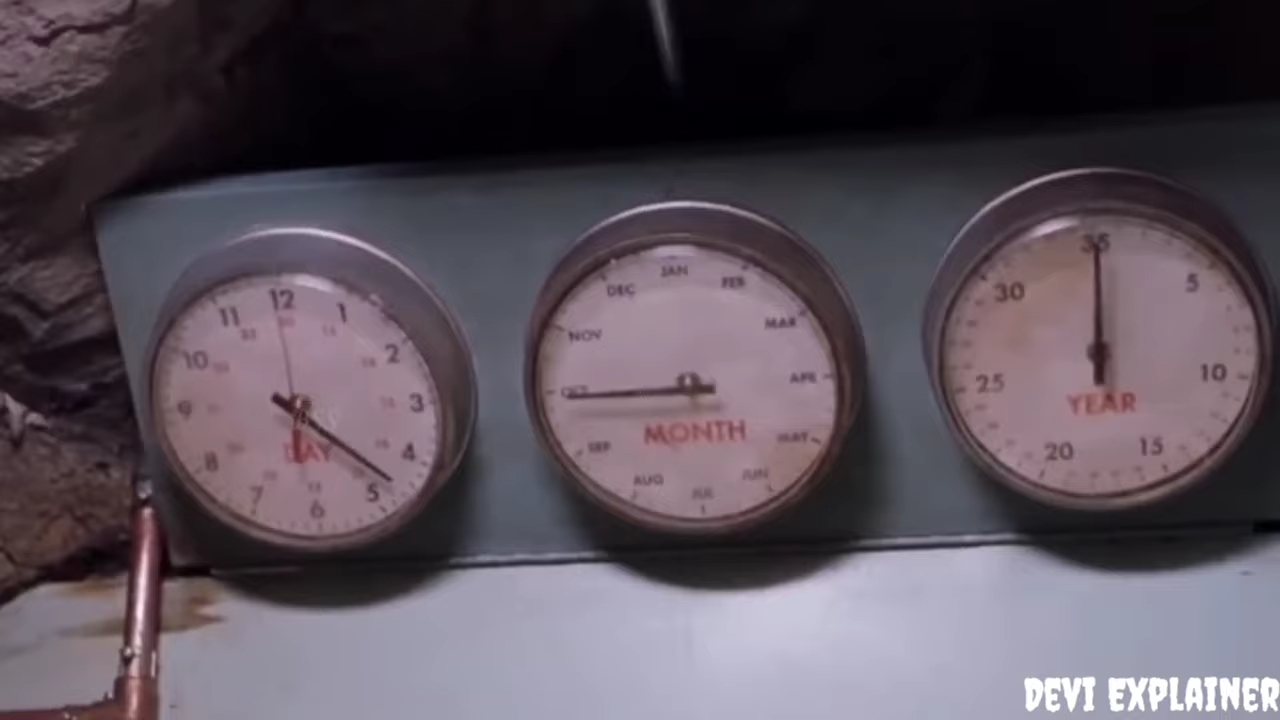 12
11 1
10 2
9 3
8 4
7 5
6
DAY
JAN
DEC FEB
NOV MAR
OCT APR
SEP MAY
AUG JUN
JUL
MONTH
35
30 5
25 10
20 15
YEAR
DEVI EXPLAINER